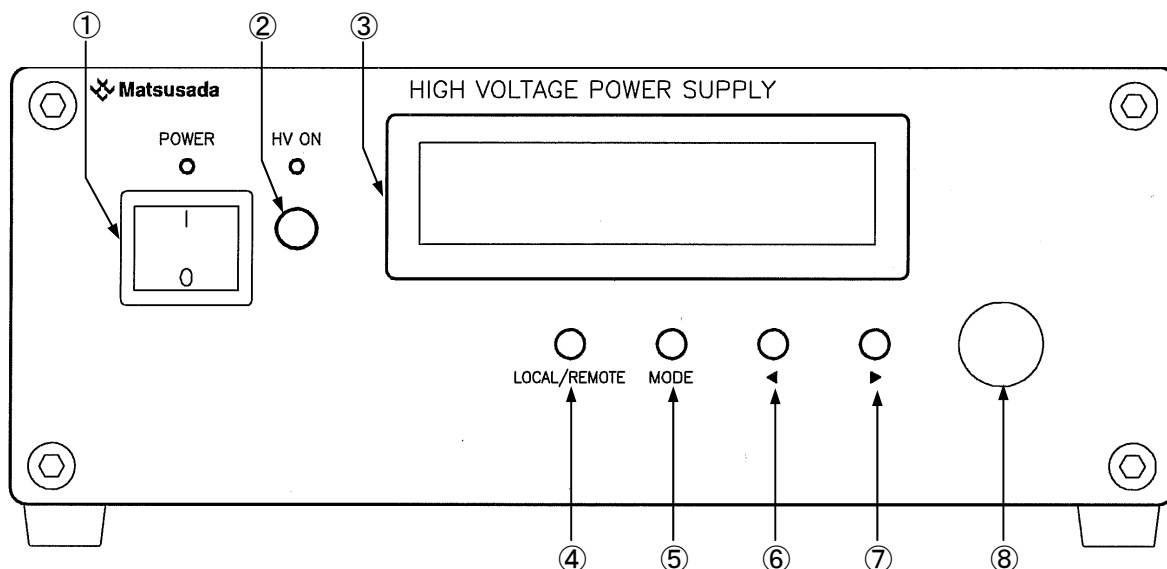 ① ② ③
Matsusada HIGH VOLTAGE POWER SUPPLY
POWER HV ON
I
0
LOCAL/REMOTE MODE ◀ ▶
④ ⑤ ⑥ ⑦ ⑧